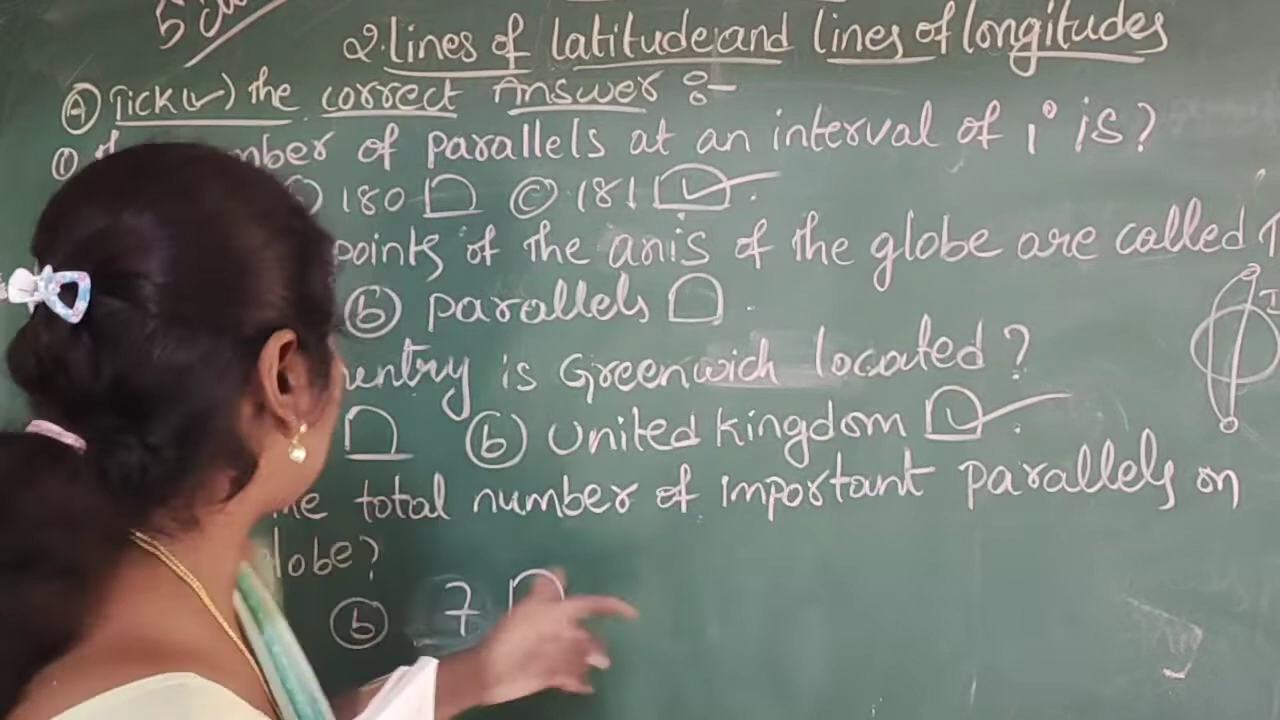 2. lines of latitude and lines of longitudes
Ⓐ Tick (✓) the correct Answer :-
① number of parallels at an interval of 1° is?
180 ⓒ 181 ✓
points of the axis of the globe are called
ⓑ parallels
is Greenwich located?
ⓑ United Kingdom ✓
total number of important parallels on
globe?
ⓑ 7